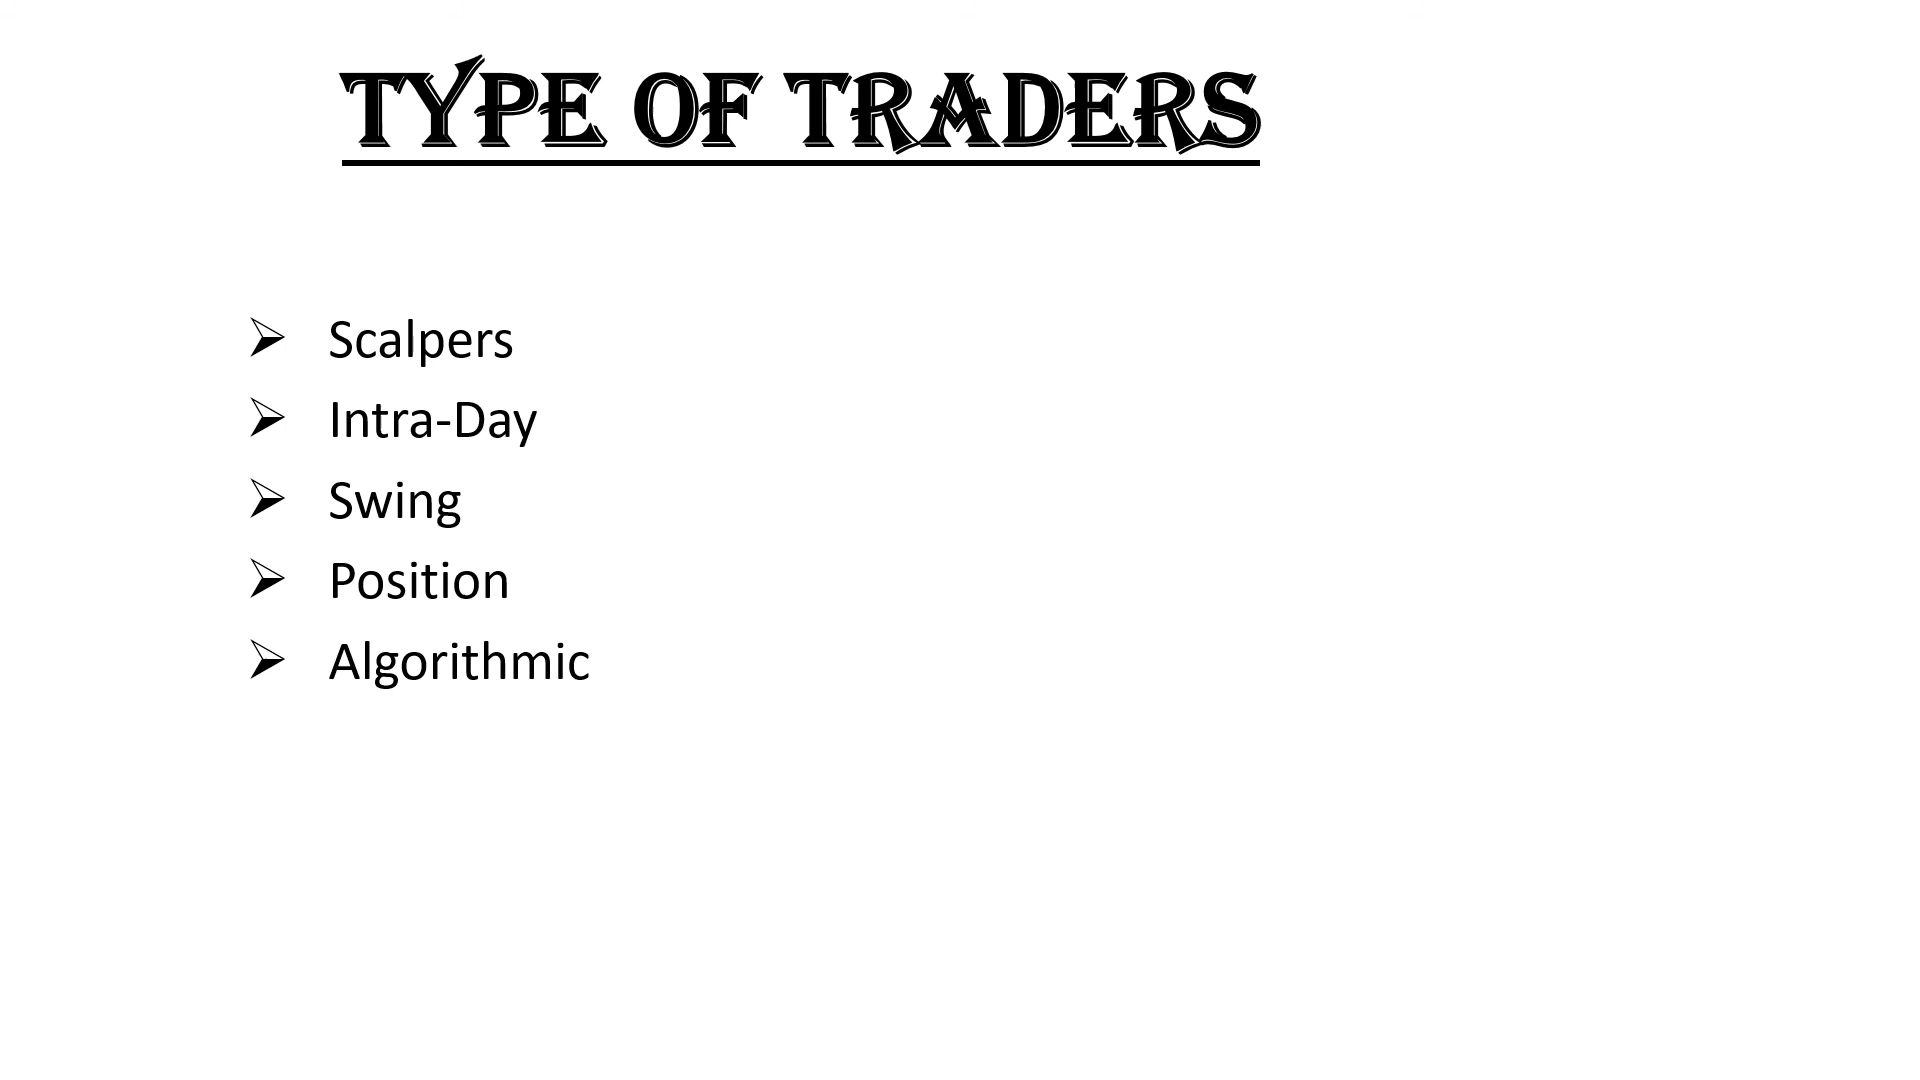 TYPE OF TRADERS
➢ Scalpers
➢ Intra-Day
➢ Swing
➢ Position
➢ Algorithmic